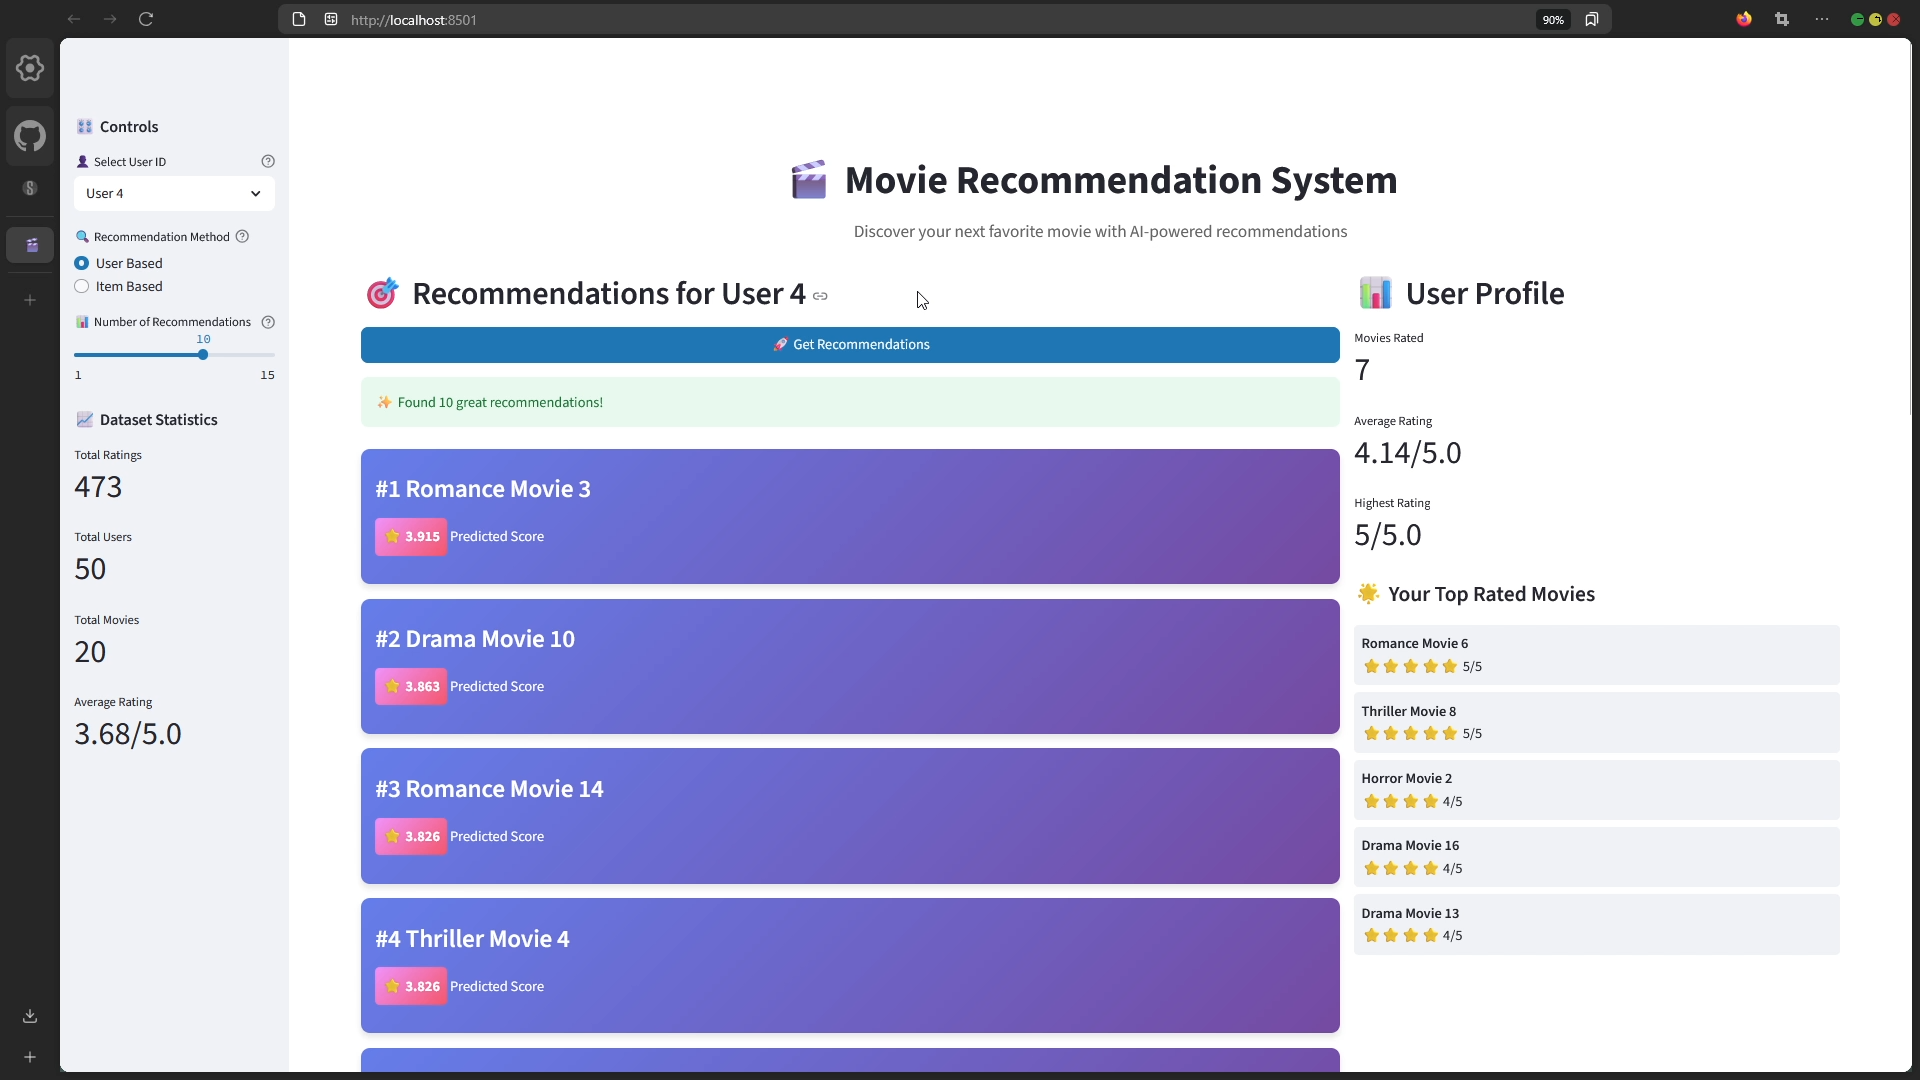 http://localhost:8501
90%
Controls
Select User ID
User 4
Recommendation Method
User Based
Item Based
Number of Recommendations
10
1 15
Dataset Statistics
Total Ratings
473
Total Users
50
Total Movies
20
Average Rating
3.68/5.0
Movie Recommendation System
Discover your next favorite movie with AI-powered recommendations
Recommendations for User 4
Get Recommendations
Found 10 great recommendations!
#1 Romance Movie 3
3.915 Predicted Score
#2 Drama Movie 10
3.863 Predicted Score
#3 Romance Movie 14
3.826 Predicted Score
#4 Thriller Movie 4
3.826 Predicted Score
User Profile
Movies Rated
7
Average Rating
4.14/5.0
Highest Rating
5/5.0
Your Top Rated Movies
Romance Movie 6
5/5
Thriller Movie 8
5/5
Horror Movie 2
4/5
Drama Movie 16
4/5
Drama Movie 13
4/5